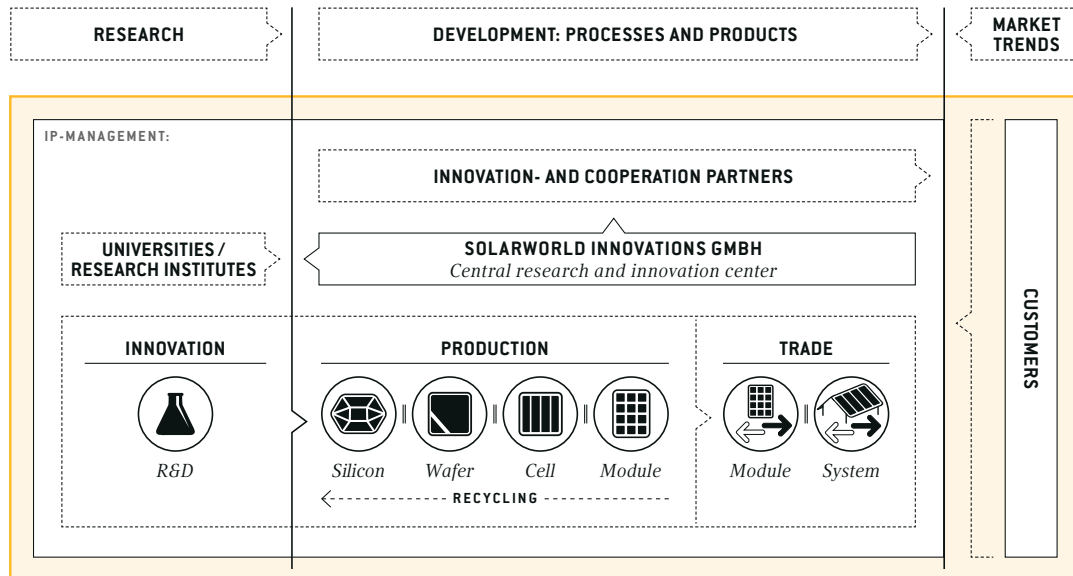 RESEARCH
DEVELOPMENT: PROCESSES AND PRODUCTS
MARKET
TRENDS
IP-MANAGEMENT:
INNOVATION- AND COOPERATION PARTNERS
UNIVERSITIES /
RESEARCH INSTITUTES
SOLARWORLD INNOVATIONS GMBH
Central research and innovation center
CUSTOMERS
INNOVATION
PRODUCTION
TRADE
R&D
Silicon
Wafer
Cell
Module
Module
System
RECYCLING